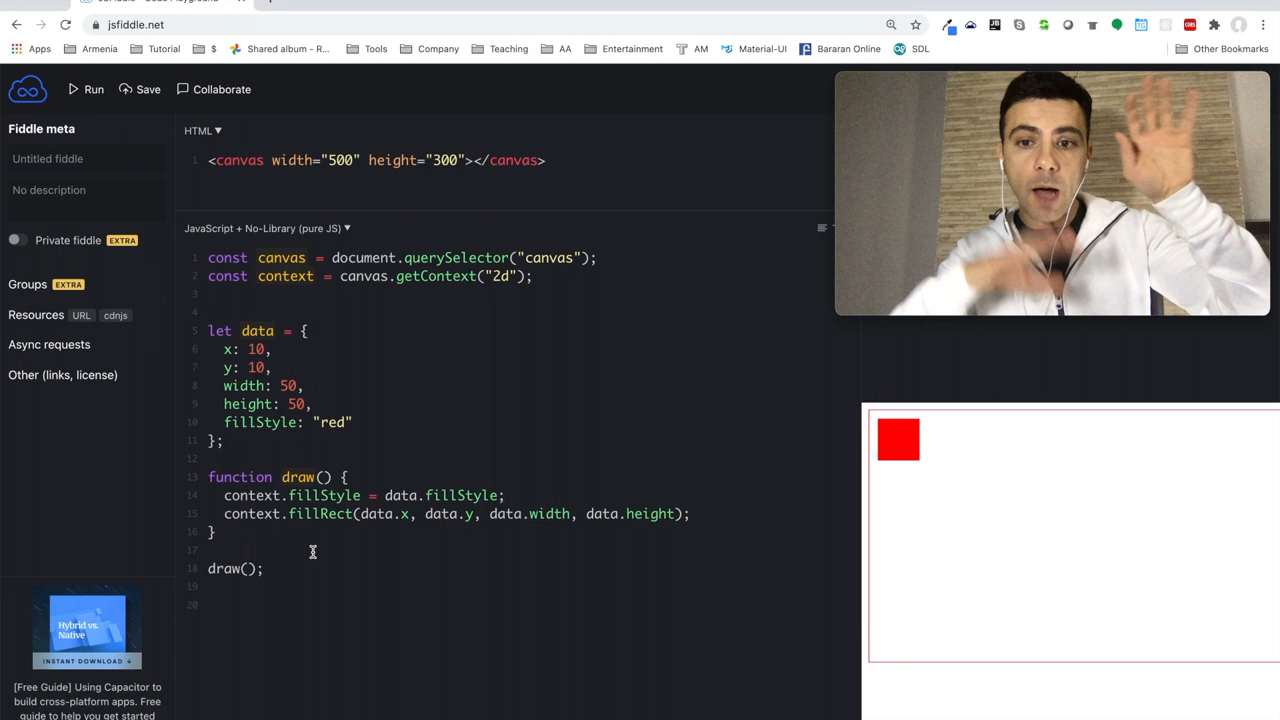 jsfiddle.net
Apps Armenia Tutorial $ Shared album - R... Tools Company Teaching AA Entertainment AM Material-UI Bararan Online SDL Other Bookmarks
Run Save Collaborate
Fiddle meta
Untitled fiddle
No description
Private fiddle EXTRA
Groups EXTRA
Resources URL cdnjs
Async requests
Other (links, license)
Hybrid vs.
Native
INSTANT DOWNLOAD ↓
[Free Guide] Using Capacitor to
build cross-platform apps. Free
guide to help you get started
HTML ▼
1 <canvas width="500" height="300"></canvas>
JavaScript + No-Library (pure JS) ▼
1 const canvas = document.querySelector("canvas");
2 const context = canvas.getContext("2d");
3
4
5 let data = {
6 x: 10,
7 y: 10,
8 width: 50,
9 height: 50,
10 fillStyle: "red"
11 };
12
13 function draw() {
14 context.fillStyle = data.fillStyle;
15 context.fillRect(data.x, data.y, data.width, data.height);
16 }
17
18 draw();
19
20